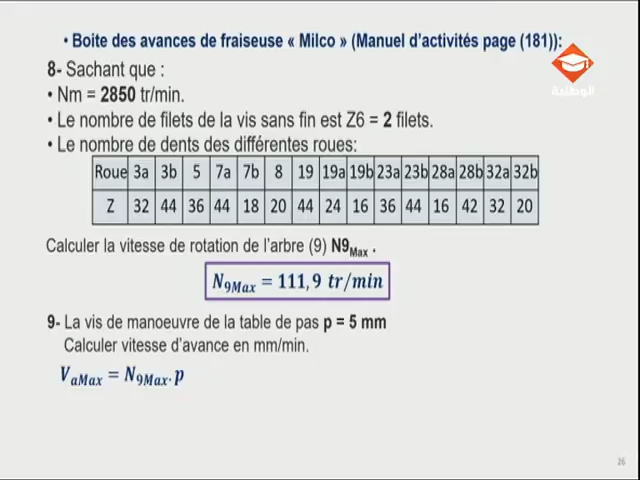 • Boite des avances de fraiseuse « Milco » (Manuel d'activités page (181)):
8- Sachant que :
• Nm = 2850 tr/min.
• Le nombre de filets de la vis sans fin est Z6 = 2 filets.
• Le nombre de dents des différentes roues:
Roue 3a 3b 5 7a 7b 8 19 19a 19b 23a 23b 28a 28b 32a 32b
Z 32 44 36 44 18 20 44 24 16 36 44 16 42 32 20
Calculer la vitesse de rotation de l'arbre (9) N9Max .
N9Max = 111,9 tr/min
9- La vis de manoeuvre de la table de pas p = 5 mm
Calculer vitesse d'avance en mm/min.
VaMax = N9Max.p
الوطنية
26